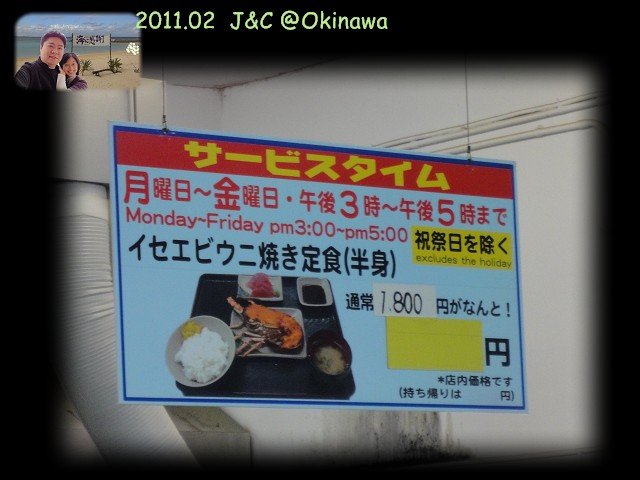 2011.02 J&C @Okinawa
サービスタイム
月曜日～金曜日・午後3時～午後5時まで
Monday~Friday pm3:00~pm5:00
祝祭日を除く
excludes the holiday
イセエビウニ焼き定食(半身)
通常 1,800 円がなんと！
円
*店内価格です
(持ち帰りは 円)